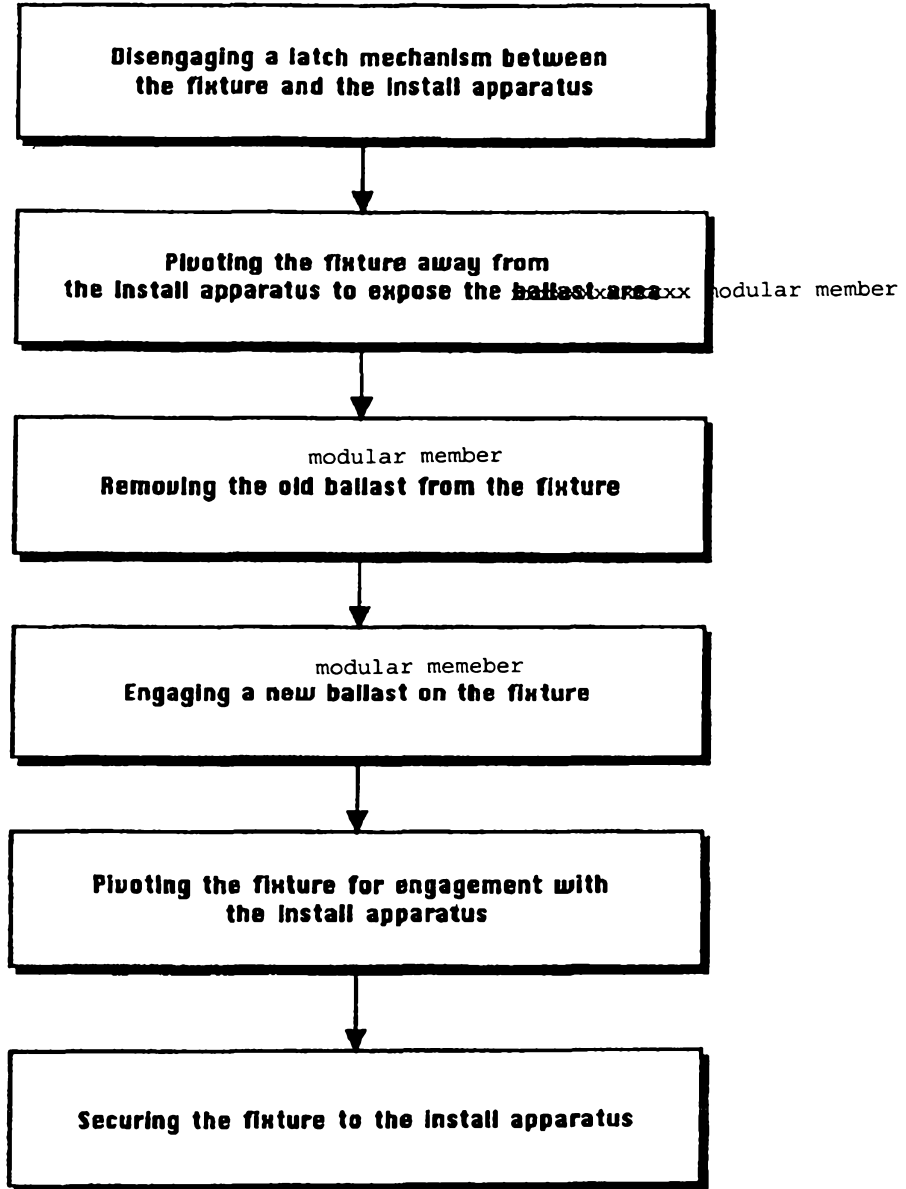 Disengaging a latch mechanism between
the fixture and the install apparatus
Pivoting the fixture away from
the install apparatus to expose the ballast area modular member
modular member
Removing the old ballast from the fixture
modular memeber
Engaging a new ballast on the fixture
Pivoting the fixture for engagement with
the install apparatus
Securing the fixture to the install apparatus